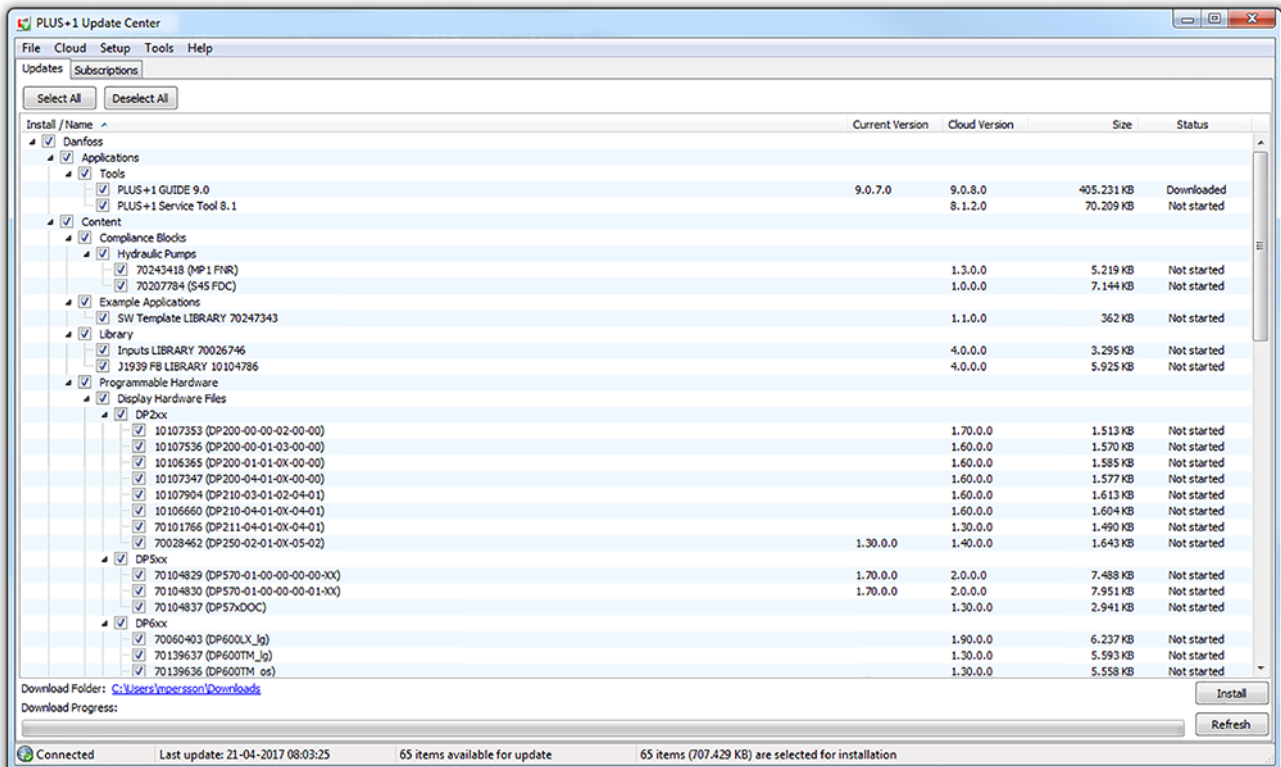 PLUS+1 Update Center
File Cloud Setup Tools Help
Updates Subscriptions
Select All Deselect All
Install / Name Current Version Cloud Version Size Status
Danfoss
Applications
Tools
PLUS+1 GUIDE 9.0 9.0.7.0 9.0.8.0 405.231 KB Downloaded
PLUS+1 Service Tool 8.1 8.1.2.0 70.209 KB Not started
Content
Compliance Blocks
Hydraulic Pumps
70243418 (MP1 FNR) 1.3.0.0 5.219 KB Not started
70207784 (S45 FDC) 1.0.0.0 7.144 KB Not started
Example Applications
SW Template LIBRARY 70247343 1.1.0.0 362 KB Not started
Library
Inputs LIBRARY 70026746 4.0.0.0 3.295 KB Not started
J1939 FB LIBRARY 10104786 4.0.0.0 5.925 KB Not started
Programmable Hardware
Display Hardware Files
DP2xx
10107353 (DP200-00-00-02-00-00) 1.70.0.0 1.513 KB Not started
10107536 (DP200-00-01-03-00-00) 1.60.0.0 1.570 KB Not started
10106365 (DP200-01-01-0X-00-00) 1.60.0.0 1.585 KB Not started
10107347 (DP200-04-01-0X-00-00) 1.60.0.0 1.577 KB Not started
10107904 (DP210-03-01-02-04-01) 1.60.0.0 1.613 KB Not started
10106660 (DP210-04-01-0X-04-01) 1.60.0.0 1.604 KB Not started
70101766 (DP211-04-01-0X-04-01) 1.30.0.0 1.490 KB Not started
70028462 (DP250-02-01-0X-05-02) 1.30.0.0 1.40.0.0 1.643 KB Not started
DP5xx
70104829 (DP570-01-00-00-00-00-XX) 1.70.0.0 2.0.0.0 7.488 KB Not started
70104830 (DP570-01-00-00-00-01-XX) 1.70.0.0 2.0.0.0 7.951 KB Not started
70104837 (DP57xDOC) 1.30.0.0 2.941 KB Not started
DP6xx
70060403 (DP600LX_lg) 1.90.0.0 6.237 KB Not started
70139637 (DP600TM_lg) 1.30.0.0 5.593 KB Not started
70139636 (DP600TM_os) 1.30.0.0 5.558 KB Not started
Download Folder: C:\Users\mpersson\Downloads
Install
Download Progress:
Refresh
Connected Last update: 21-04-2017 08:03:25 65 items available for update 65 items (707.429 KB) are selected for installation